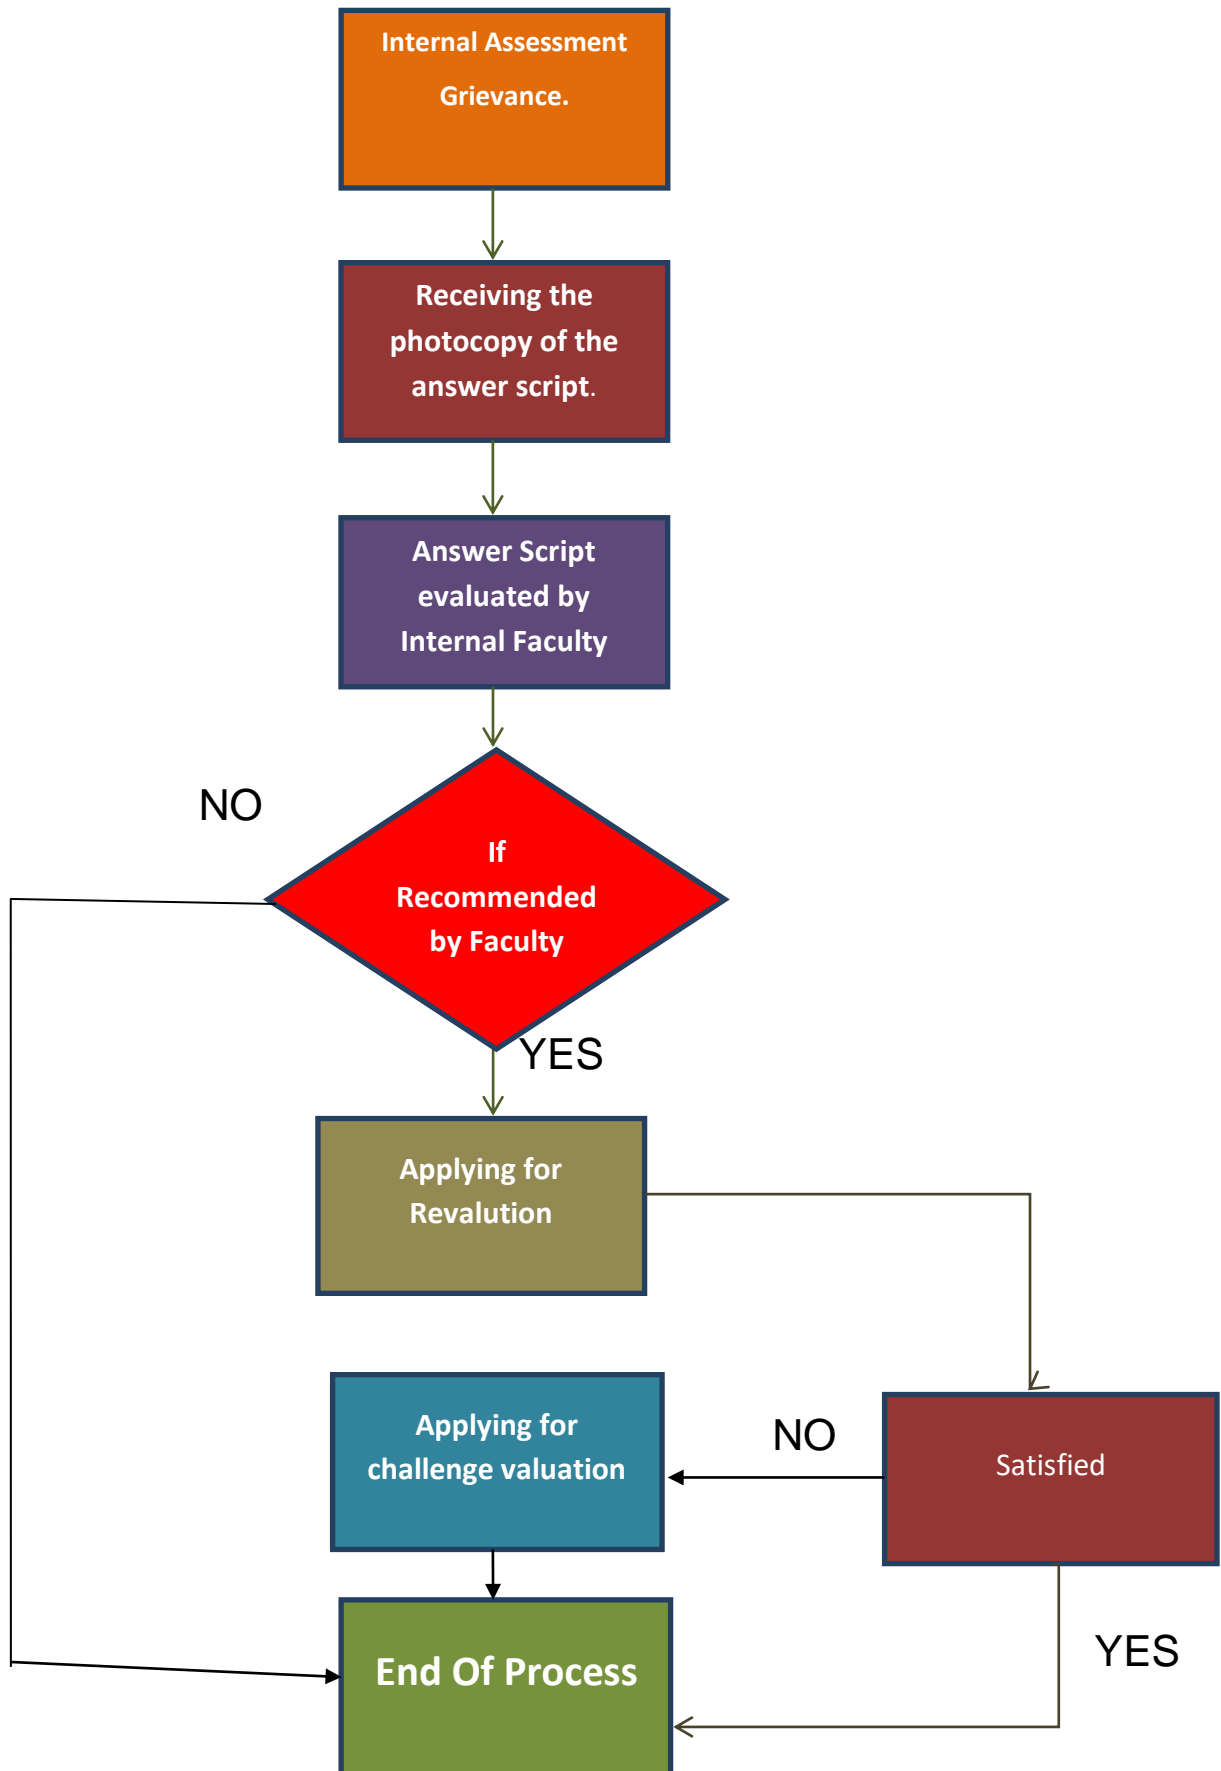 Internal Assessment
Grievance.
Receiving the
photocopy of the
answer script.
Answer Script
evaluated by
Internal Faculty
NO
If
Recommended
by Faculty
YES
Applying for
Revalution
Applying for
challenge valuation
NO
Satisfied
End Of Process
YES